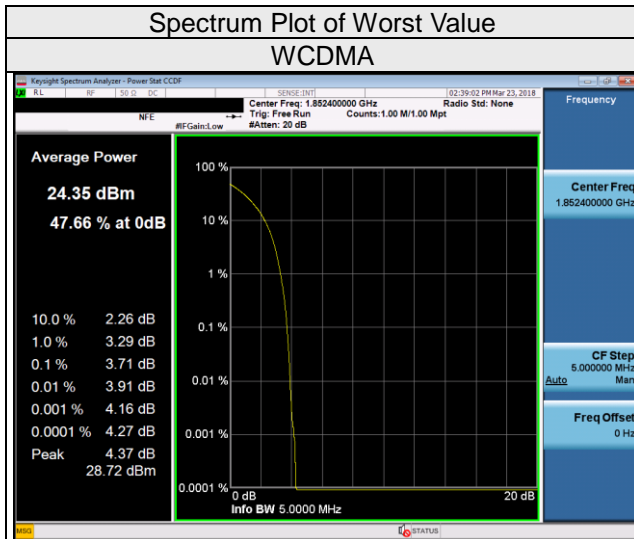 Spectrum Plot of Worst Value
WCDMA
Keysight Spectrum Analyzer - Power Stat CCDF
RL RF 50 Ω DC SENSE:INT 02:39:02 PM Mar 23, 2018
Center Freq: 1.852400000 GHz Radio Std: None
NFE Trig: Free Run Counts:1.00 M/1.00 Mpt
#IFGain:Low #Atten: 20 dB
Frequency
Average Power
24.35 dBm
47.66 % at 0dB
10.0 % 2.26 dB
1.0 % 3.29 dB
0.1 % 3.71 dB
0.01 % 3.91 dB
0.001 % 4.16 dB
0.0001 % 4.27 dB
Peak 4.37 dB
28.72 dBm
100 %
10 %
1 %
0.1 %
0.01 %
0.001 %
0.0001 %
0 dB 20 dB
Info BW 5.0000 MHz
Center Freq
1.852400000 GHz
CF Step
5.000000 MHz
Auto Man
Freq Offset
0 Hz
MSG STATUS